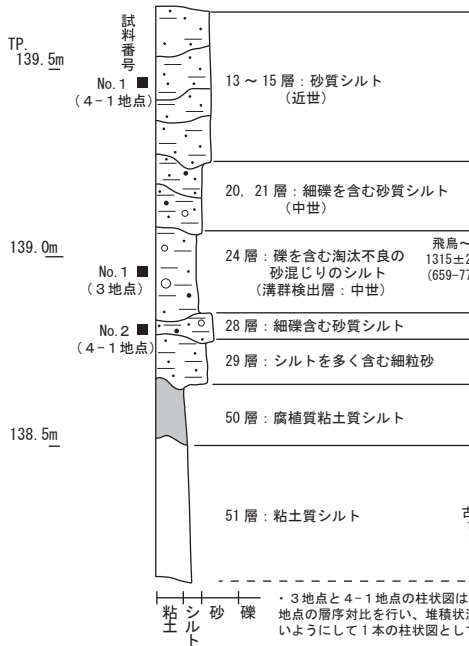 TP.
139.5m
試料番号
No.1 ■
(4-1地点)
13～15層：砂質シルト
(近世)
20, 21層：細礫を含む砂質シルト
(中世)
139.0m
24層：礫を含む淘汰不良の
砂混じりのシルト
(溝群検出層：中世)
飛鳥～
1315±2
(659-77
No.1 ■
(3地点)
No.2 ■
(4-1地点)
28層：細礫含む砂質シルト
29層：シルトを多く含む細粒砂
138.5m
50層：腐植質粘土質シルト
51層：粘土質シルト
粘土
シルト
砂
礫
・３地点と４-１地点の柱状図は
地点の層序対比を行い、堆積状況
いようにして１本の柱状図として